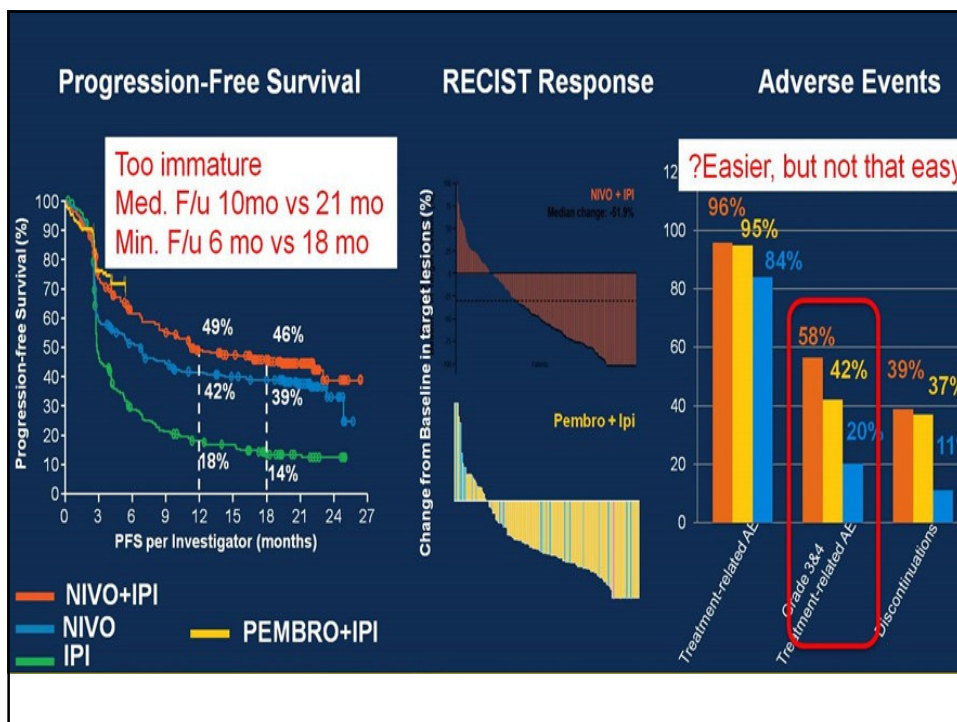 Progression-Free Survival
Too immature
Med. F/u 10mo vs 21 mo
Min. F/u 6 mo vs 18 mo
Progression-free Survival (%)
100
90
80
70
60
50
40
30
20
10
0
49%
46%
42%
39%
18%
14%
0 3 6 9 12 15 18 21 24 27
PFS per Investigator (months)
NIVO+IPI
NIVO
IPI
PEMBRO+IPI
RECIST Response
Change from Baseline in target lesions (%)
NIVO + IPI
Median change: -51.9%
Pembro + Ipi
Adverse Events
?Easier, but not that easy
12
100
80
60
40
20
0
96%
95%
84%
58%
42%
20%
39%
37%
11%
Treatment-related AE
Grade 3&4
Treatment-related AE
Discontinuations